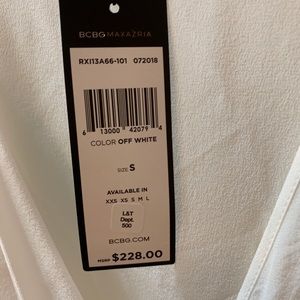 BCBGMAXAZRIA
RXI13A66-101 072018
6 13000 42079 4
COLOR OFF WHITE
SIZE S
AVAILABLE IN
XXS XS S M L
L&T
Dept.
500
BCBG.COM
MSRP $228.00